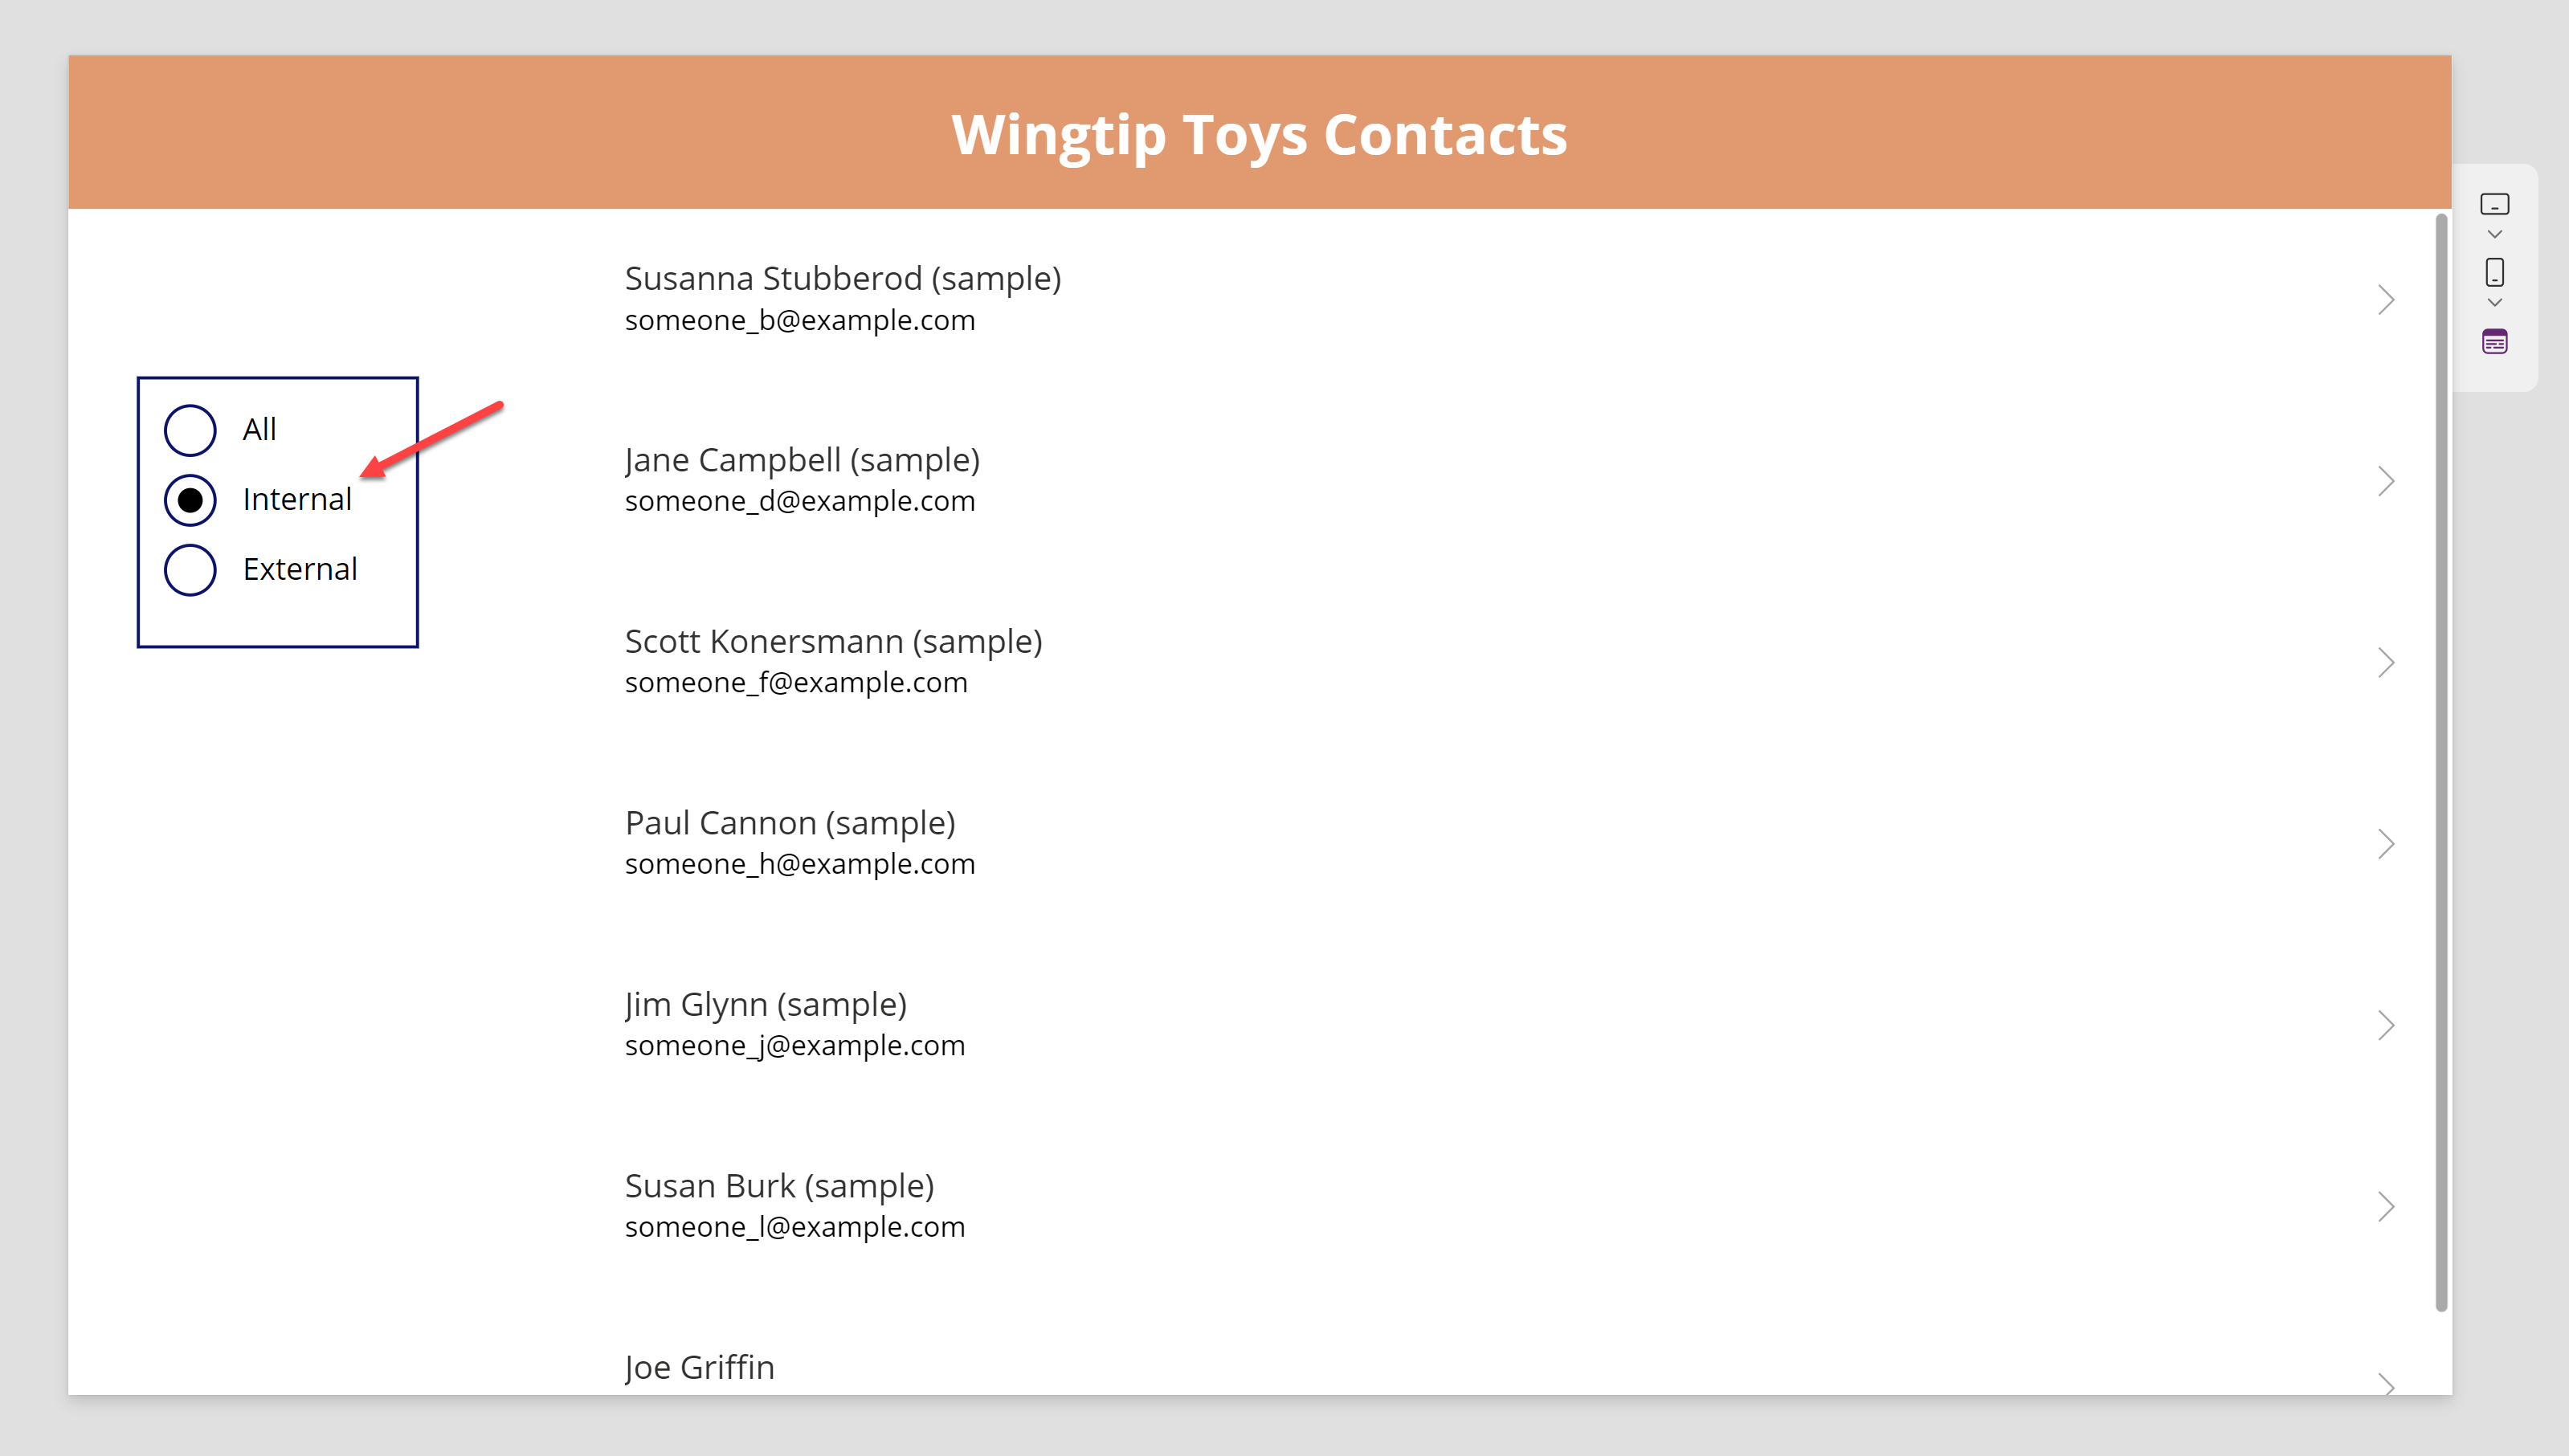 Wingtip Toys Contacts
All
Internal
External
Susanna Stubberod (sample)
someone_b@example.com
Jane Campbell (sample)
someone_d@example.com
Scott Konersmann (sample)
someone_f@example.com
Paul Cannon (sample)
someone_h@example.com
Jim Glynn (sample)
someone_j@example.com
Susan Burk (sample)
someone_l@example.com
Joe Griffin